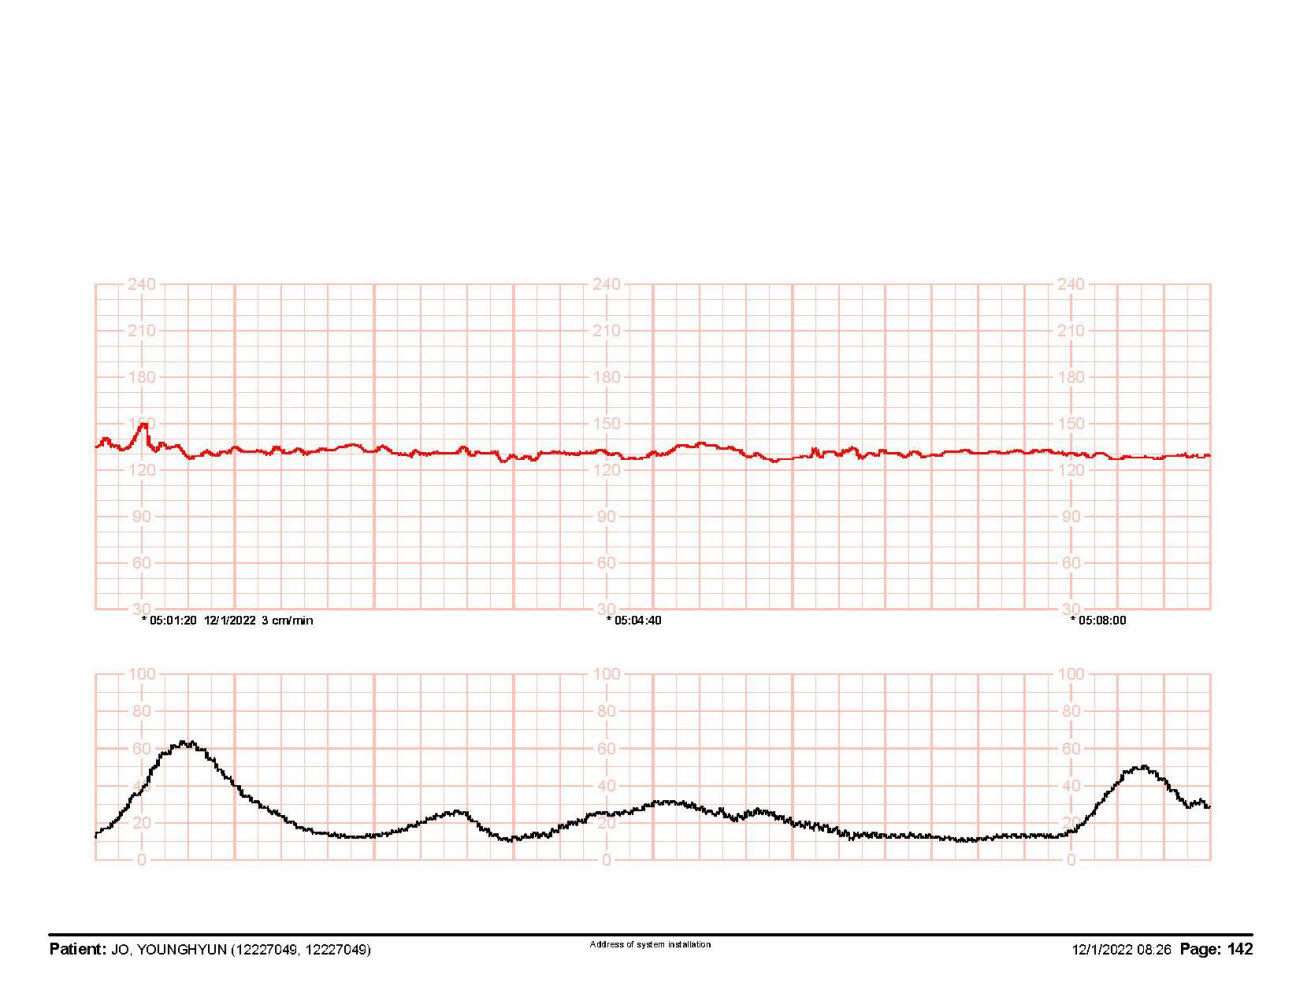 240 240 240
210 210 210
180 180 180
150 150 150
120 120 120
90 90 90
60 60 60
30 30 30
* 05:01:20 12/1/2022 3 cm/min * 05:04:40 * 05:08:00
100 100 100
80 80 80
60 60 60
40 40 40
20 20 20
0 0 0
Patient: JO, YOUNGHYUN (12227049, 12227049) Address of system installation 12/1/2022 08:26 Page: 142